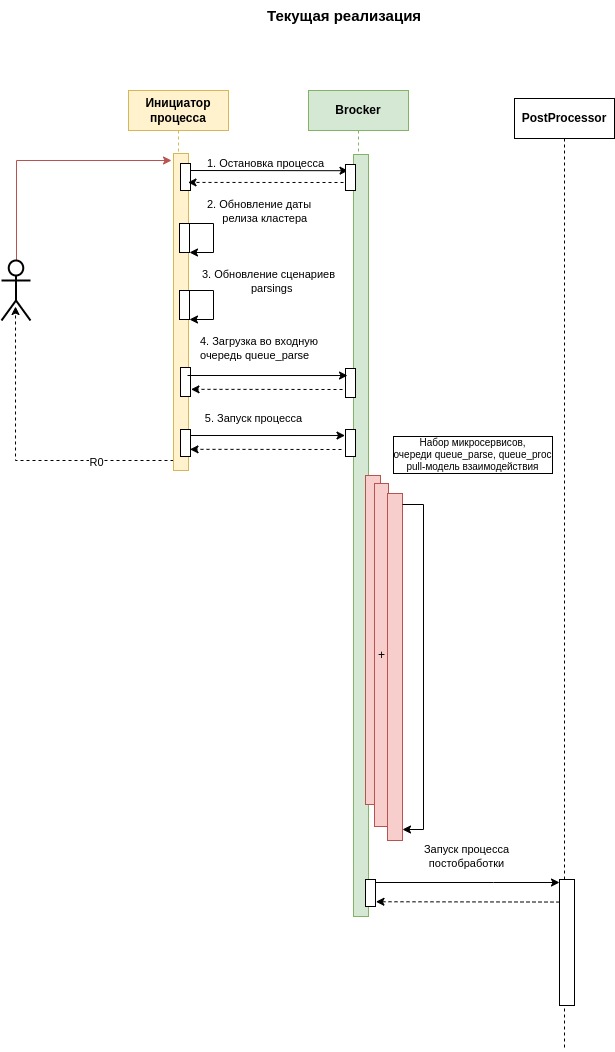 Текущая реализация
Инициатор
процесса
Brocker
PostProcessor
1. Остановка процесса
2. Обновление даты
релиза кластера
3. Обновление сценариев
parsings
4. Загрузка во входную
очередь queue_parse
5. Запуск процесса
R0
Набор микросервисов,
очереди queue_parse, queue_proc
pull-модель взаимодействия
+
Запуск процесса
постобработки